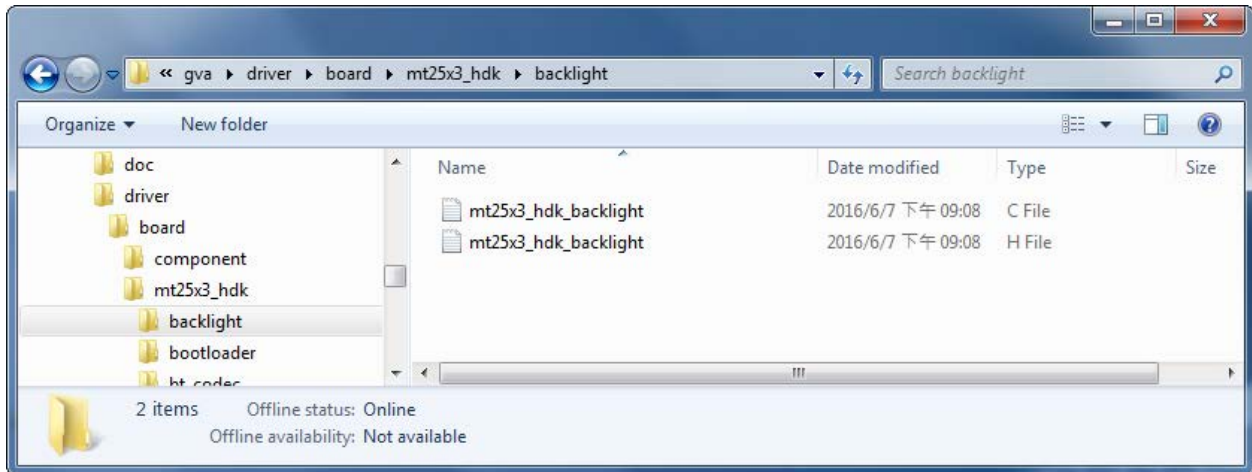 « gva ▸ driver ▸ board ▸ mt25x3_hdk ▸ backlight
Search backlight
Organize ▾ New folder
doc
driver
board
component
mt25x3_hdk
backlight
bootloader
bt_codec
Name Date modified Type Size
mt25x3_hdk_backlight 2016/6/7 下午 09:08 C File
mt25x3_hdk_backlight 2016/6/7 下午 09:08 H File
2 items Offline status: Online
Offline availability: Not available